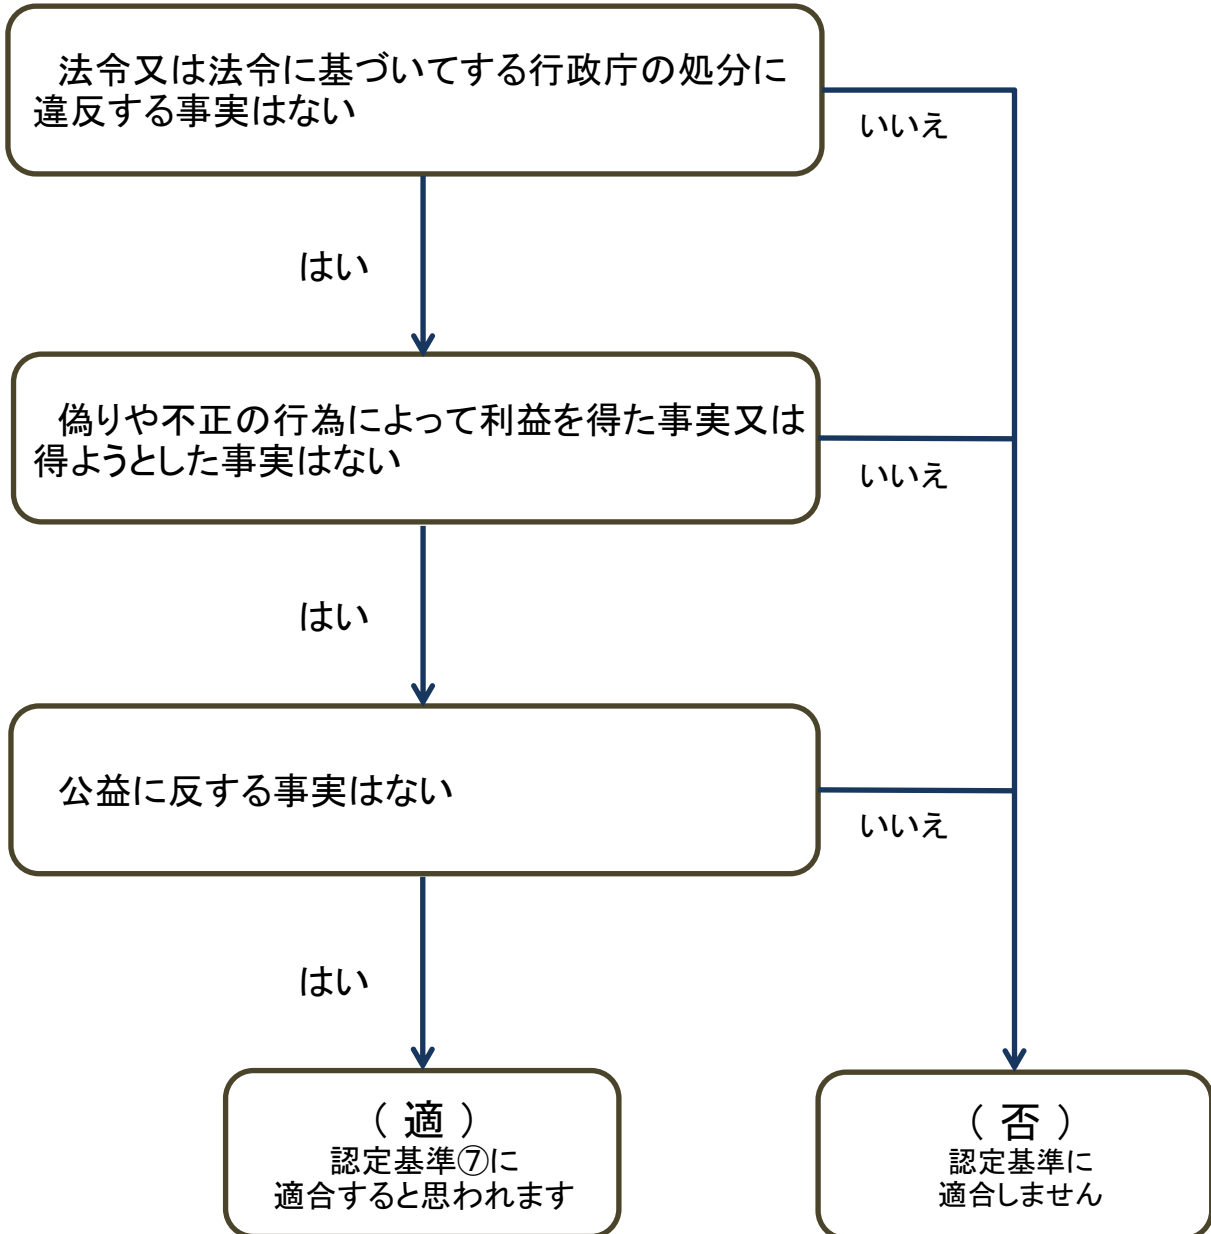 法令又は法令に基づいてする行政庁の処分に
違反する事実はない
いいえ
はい
偽りや不正の行為によって利益を得た事実又は
得ようとした事実はない
いいえ
はい
公益に反する事実はない
いいえ
はい
（ 適 ）
認定基準⑦に
適合すると思われます
（ 否 ）
認定基準に
適合しません